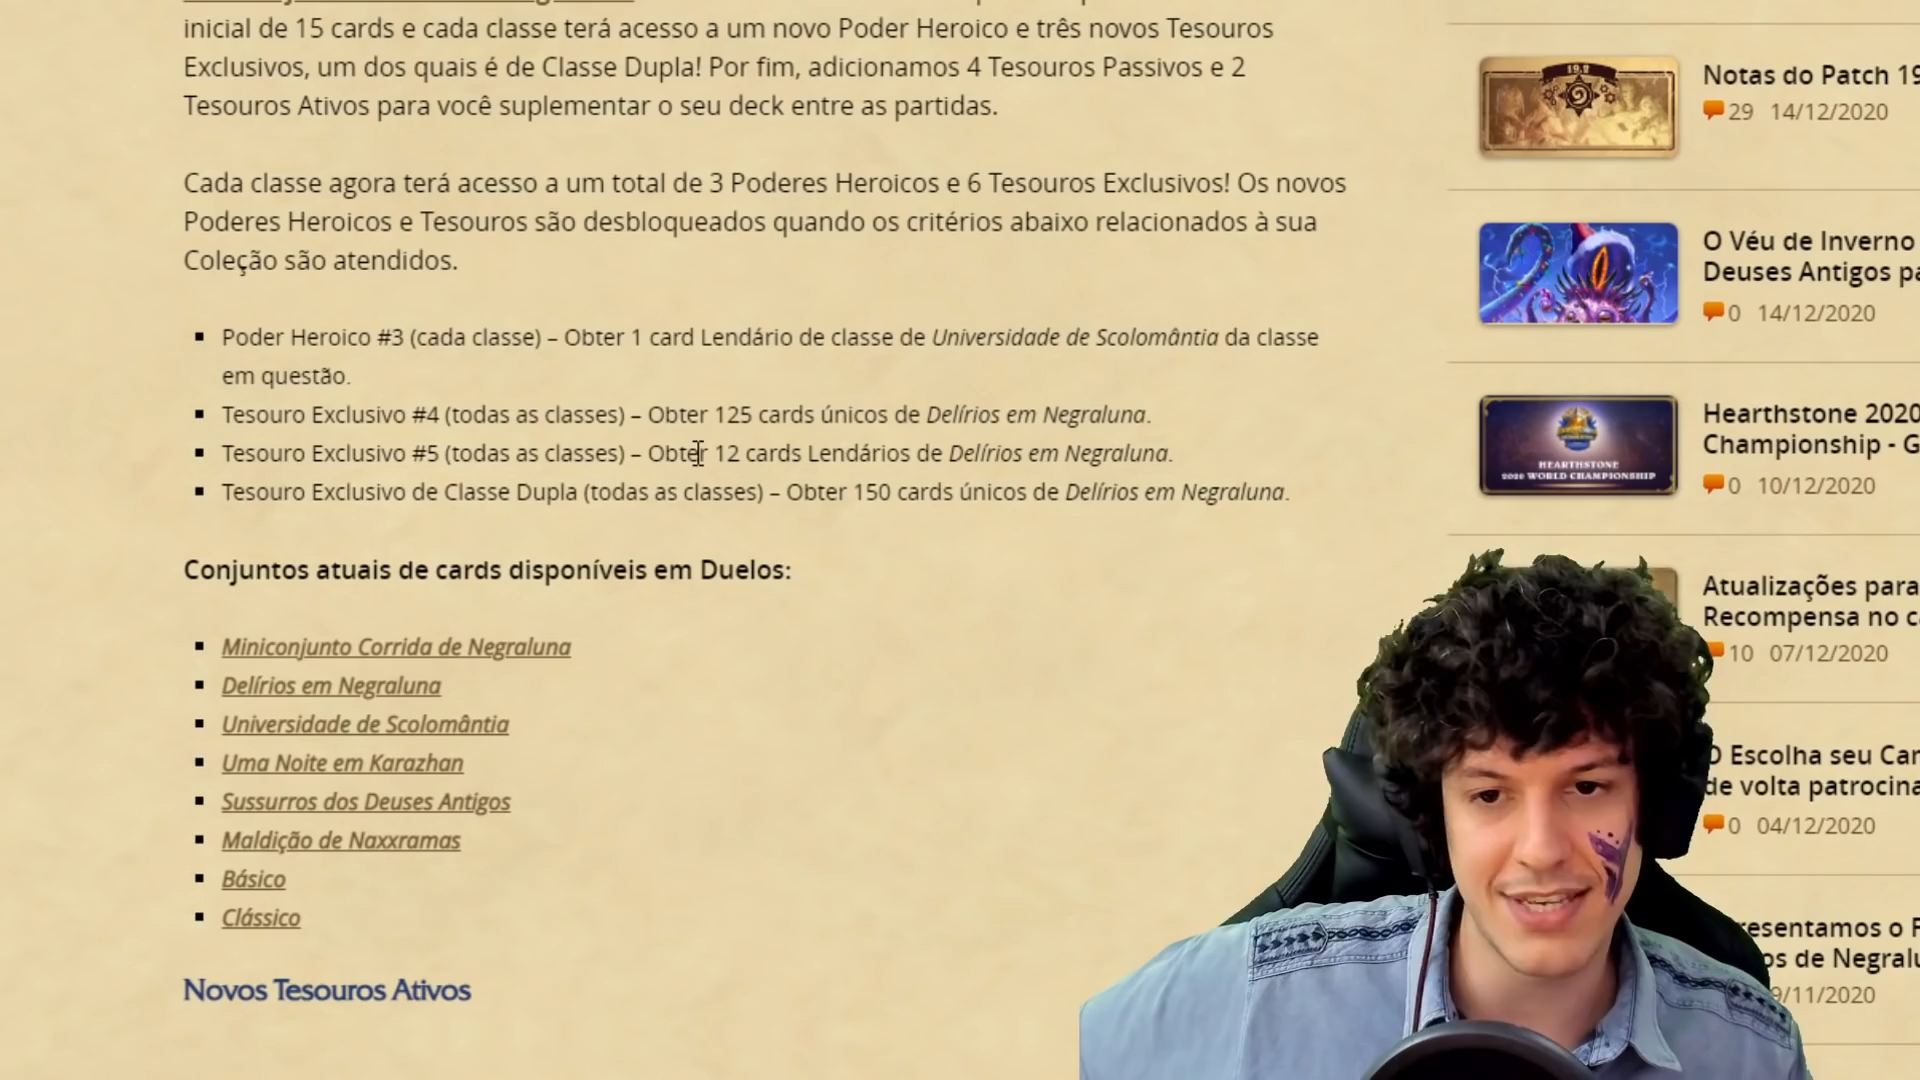 inicial de 15 cards e cada classe terá acesso a um novo Poder Heroico e três novos Tesouros
Exclusivos, um dos quais é de Classe Dupla! Por fim, adicionamos 4 Tesouros Passivos e 2
Tesouros Ativos para você suplementar o seu deck entre as partidas.
Cada classe agora terá acesso a um total de 3 Poderes Heroicos e 6 Tesouros Exclusivos! Os novos
Poderes Heroicos e Tesouros são desbloqueados quando os critérios abaixo relacionados à sua
Coleção são atendidos.
Poder Heroico #3 (cada classe) – Obter 1 card Lendário de classe de Universidade de Scolomântia da classe
em questão.
Tesouro Exclusivo #4 (todas as classes) – Obter 125 cards únicos de Delírios em Negraluna.
Tesouro Exclusivo #5 (todas as classes) – Obter 12 cards Lendários de Delírios em Negraluna.
Tesouro Exclusivo de Classe Dupla (todas as classes) – Obter 150 cards únicos de Delírios em Negraluna.
Conjuntos atuais de cards disponíveis em Duelos:
Miniconjunto Corrida de Negraluna
Delírios em Negraluna
Universidade de Scolomântia
Uma Noite em Karazhan
Sussurros dos Deuses Antigos
Maldição de Naxxramas
Básico
Clássico
Novos Tesouros Ativos
19.2
Notas do Patch 19
29 14/12/2020
O Véu de Inverno
Deuses Antigos pa
0 14/12/2020
HEARTHSTONE
2020 WORLD CHAMPIONSHIP
Hearthstone 2020
Championship - G
0 10/12/2020
Atualizações para
Recompensa no c
10 07/12/2020
O Escolha seu Ca
de volta patrocina
0 04/12/2020
resentamos o F
os de Negralu
9/11/2020